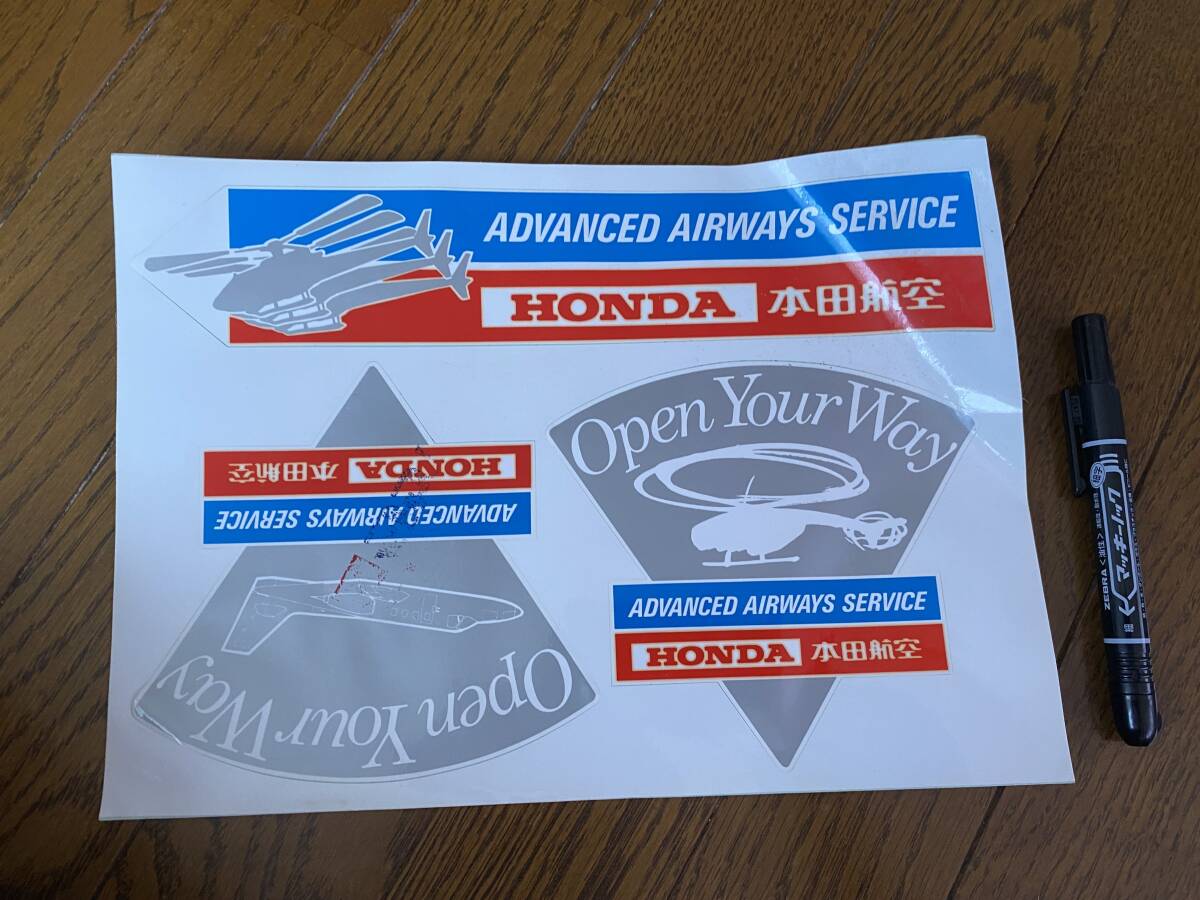 ADVANCED AIRWAYS SERVICE
HONDA 本田航空
HONDA 本田航空
ADVANCED AIRWAYS SERVICE
Open Your Way
Open Your Way
ADVANCED AIRWAYS SERVICE
HONDA 本田航空
ZEBRA <油性> マッキーノック